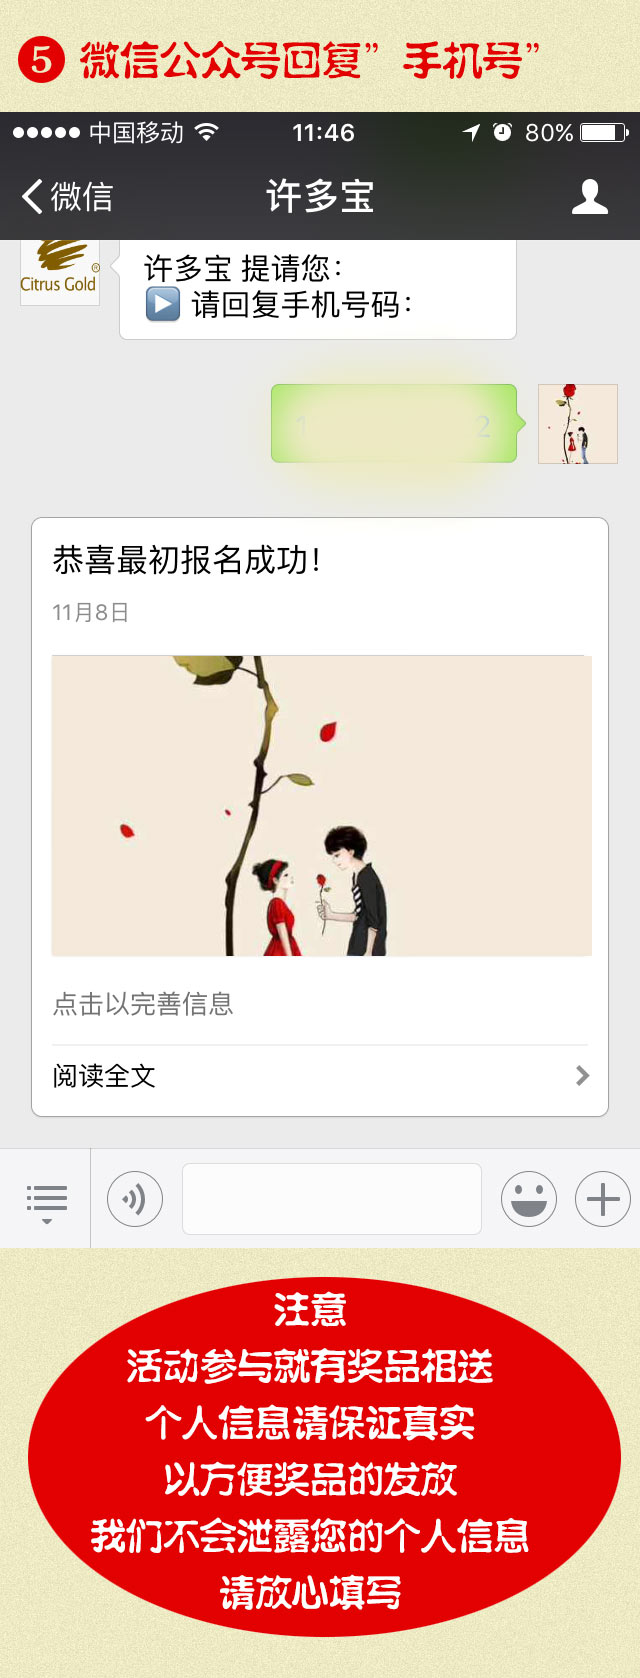 5 微信公众号回复”手机号”
中国移动 11:46 80%
微信 许多宝
Citrus Gold ®
许多宝 提请您：
请回复手机号码：
1 2
恭喜最初报名成功！
11月8日
点击以完善信息
阅读全文
注意
活动参与就有奖品相送
个人信息请保证真实
以方便奖品的发放
我们不会泄露您的个人信息
请放心填写